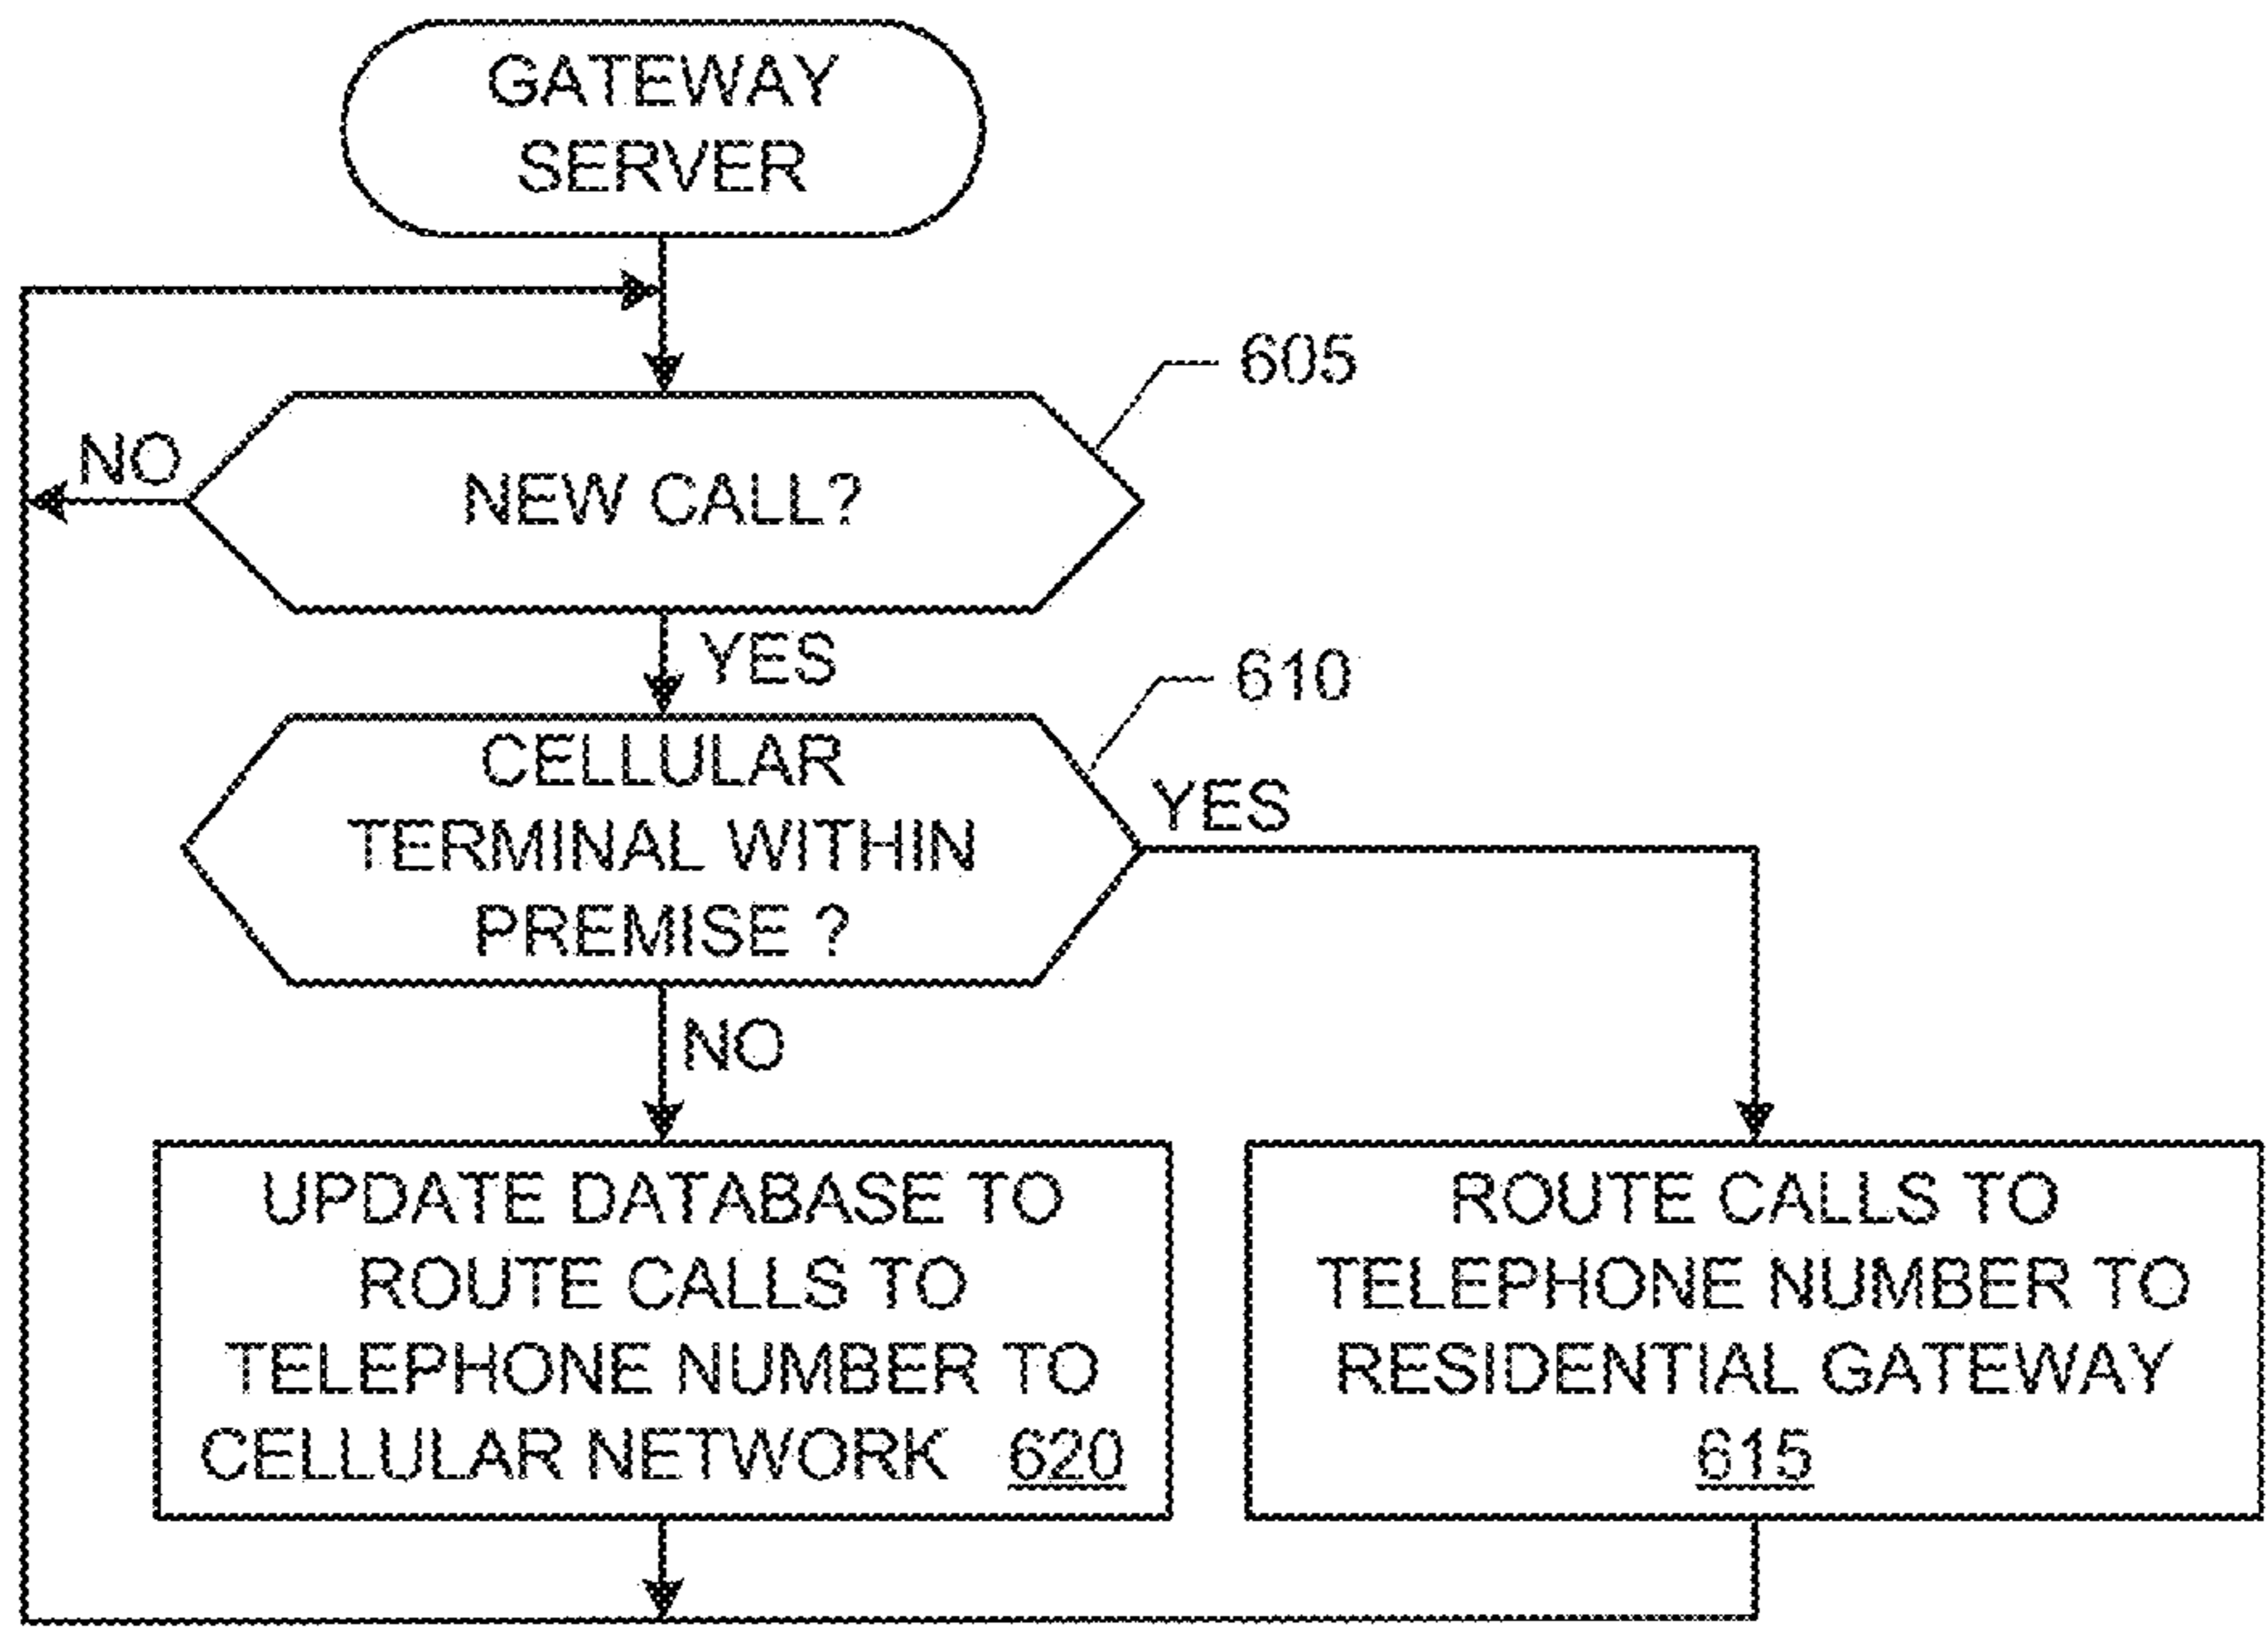 GATEWAY
SERVER
605
NO
NEW CALL?
YES
610
CELLULAR
TERMINAL WITHIN
PREMISE ?
YES
NO
UPDATE DATABASE TO
ROUTE CALLS TO
TELEPHONE NUMBER TO
CELLULAR NETWORK 620
ROUTE CALLS TO
TELEPHONE NUMBER TO
RESIDENTIAL GATEWAY
615